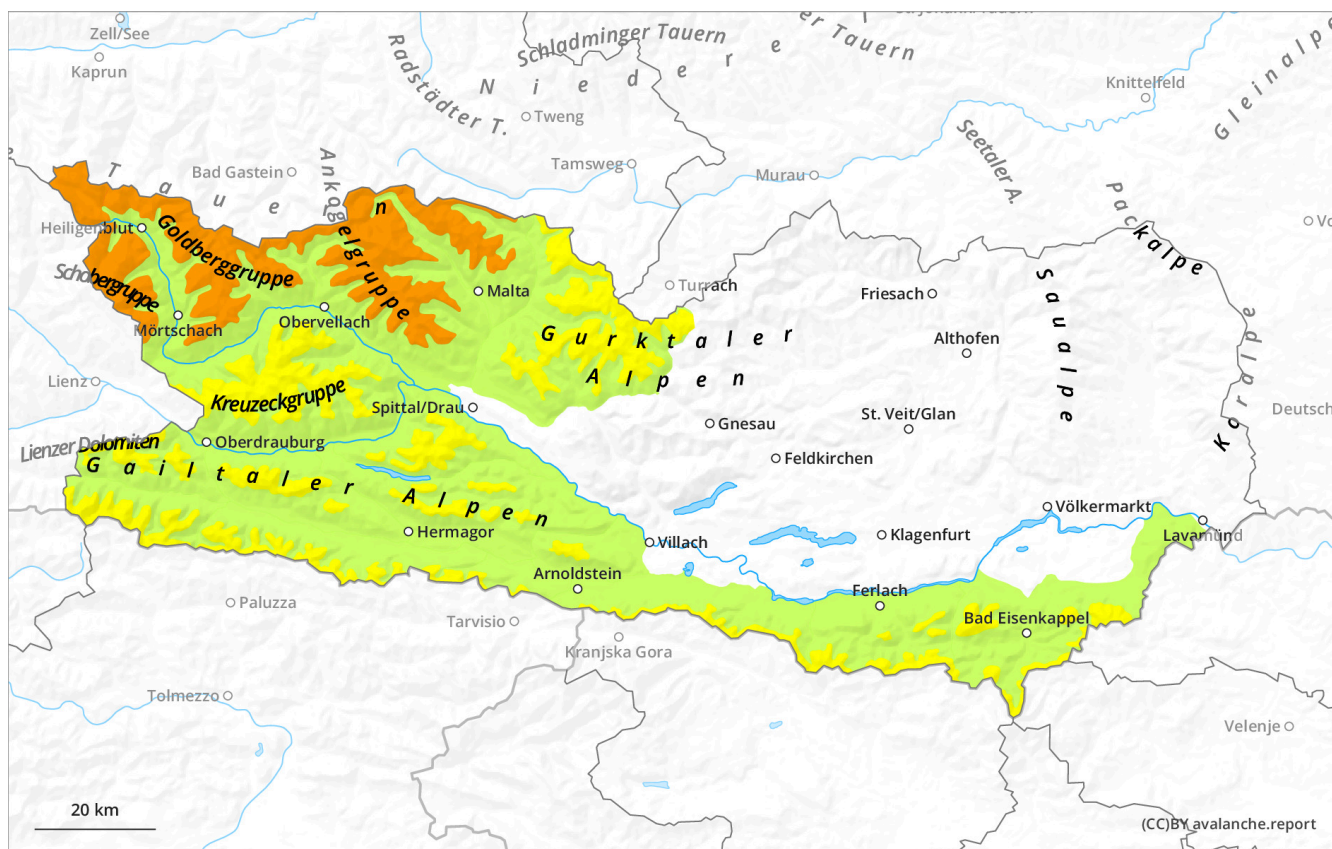 Zell/See
Kaprun
Schladminger Tauern
Niedere Tauern
Radstädter T.
Tweng
Knittelfeld
Gleinalpe
Tamsweg
Murau
Seetaler A.
Packalpe
Bad Gastein
Tauern
Ankogelgruppe
Heiligenblut
Goldberggruppe
Schobergruppe
Mörtschach
Obervellach
Malta
Turrach
Friesach
Saualpe
Koralpe
Gurktaler
Alpen
Althofen
Lienz
Kreuzeckgruppe
Spittal/Drau
Gnesau
St. Veit/Glan
Deutsch
Lienzer Dolomiten
Oberdrauburg
Feldkirchen
Gailtaler Alpen
Hermagor
Villach
Klagenfurt
Völkermarkt
Lavamünd
Arnoldstein
Ferlach
Bad Eisenkappel
Paluzza
Tarvisio
Kranjska Gora
Tolmezzo
Velenje
20 km
(CC)BY avalanche.report